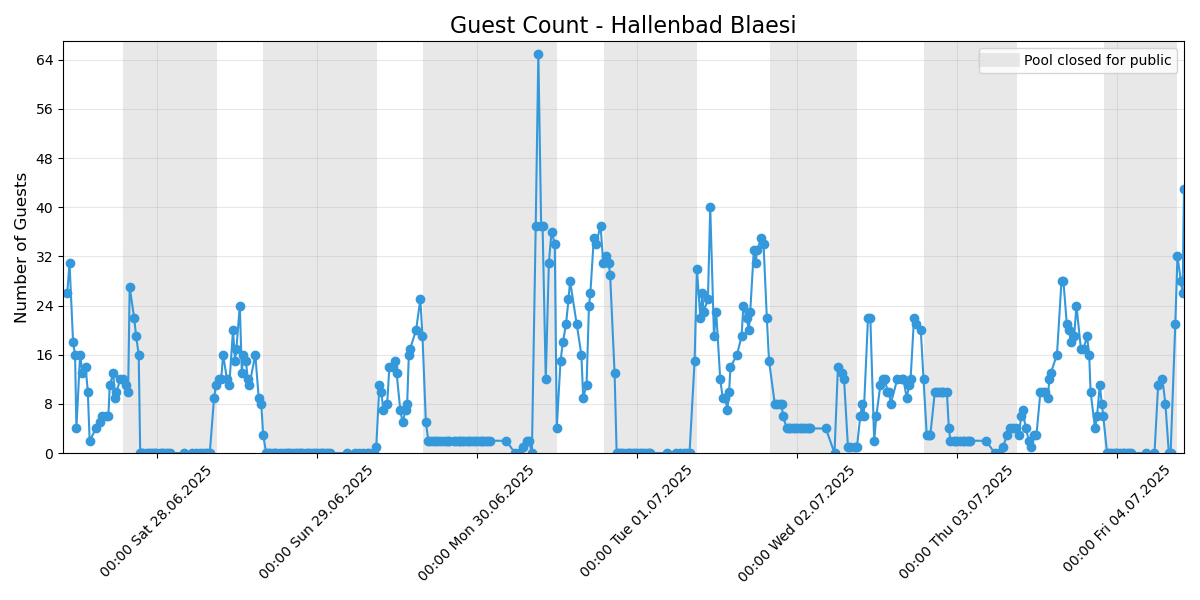 Guest Count - Hallenbad Blaesi
Pool closed for public
Number of Guests
64
56
48
40
32
24
16
8
0
00:00 Sat 28.06.2025
00:00 Sun 29.06.2025
00:00 Mon 30.06.2025
00:00 Tue 01.07.2025
00:00 Wed 02.07.2025
00:00 Thu 03.07.2025
00:00 Fri 04.07.2025